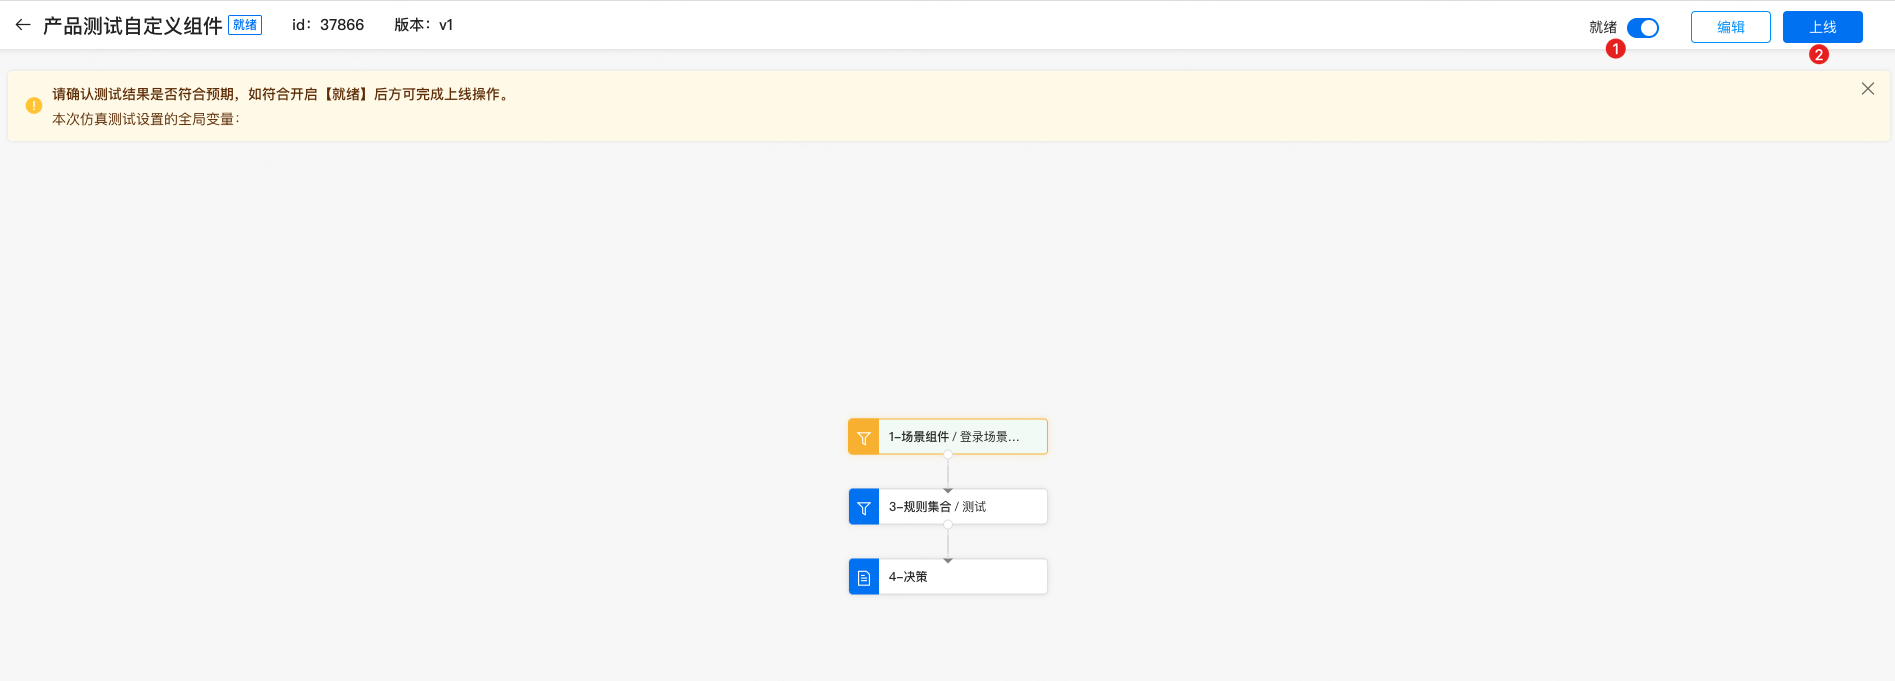 产品测试自定义组件 就绪 id：37866 版本：v1 就绪 编辑 上线
1 2
请确认测试结果是否符合预期，如符合开启【就绪】后方可完成上线操作。
本次仿真测试设置的全局变量：
1-场景组件 / 登录场景...
3-规则集合 / 测试
4-决策